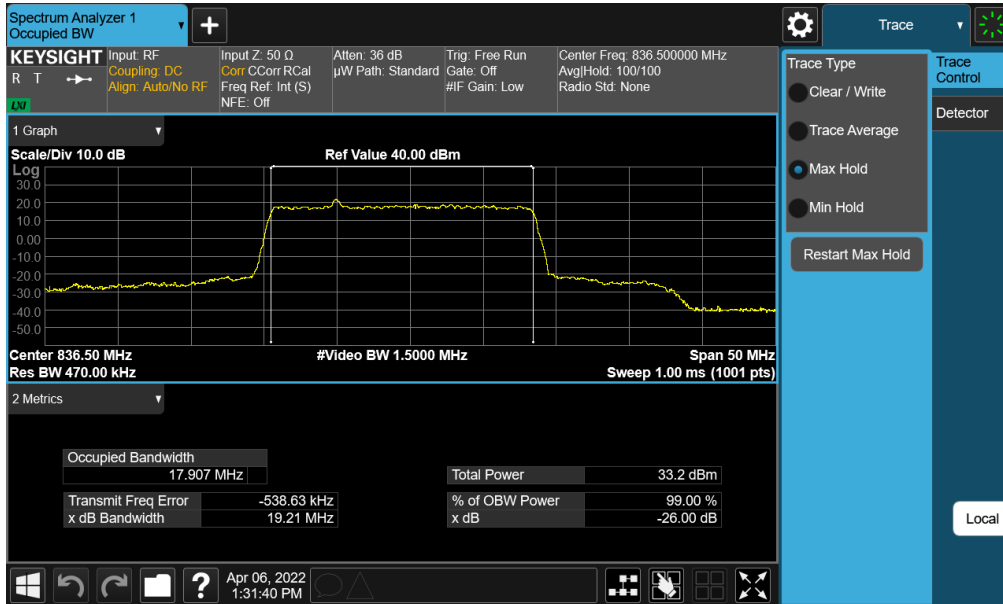 Spectrum Analyzer 1
Occupied BW
+
Trace
KEYSIGHT
R T
LXI
Input: RF
Coupling: DC
Align: Auto/No RF
Input Z: 50 Ω
Corr CCorr RCal
Freq Ref: Int (S)
NFE: Off
Atten: 36 dB
µW Path: Standard
Trig: Free Run
Gate: Off
#IF Gain: Low
Center Freq: 836.500000 MHz
Avg|Hold: 100/100
Radio Std: None
1 Graph
Scale/Div 10.0 dB
Ref Value 40.00 dBm
Log
30.0
20.0
10.0
0.00
-10.0
-20.0
-30.0
-40.0
-50.0
Center 836.50 MHz
#Video BW 1.5000 MHz
Span 50 MHz
Res BW 470.00 kHz
Sweep 1.00 ms (1001 pts)
2 Metrics
Occupied Bandwidth
17.907 MHz
Total Power 33.2 dBm
Transmit Freq Error -538.63 kHz
% of OBW Power 99.00 %
x dB Bandwidth 19.21 MHz
x dB -26.00 dB
Trace Type
Clear / Write
Trace Average
Max Hold
Min Hold
Restart Max Hold
Trace
Control
Detector
Local
?
Apr 06, 2022
1:31:40 PM